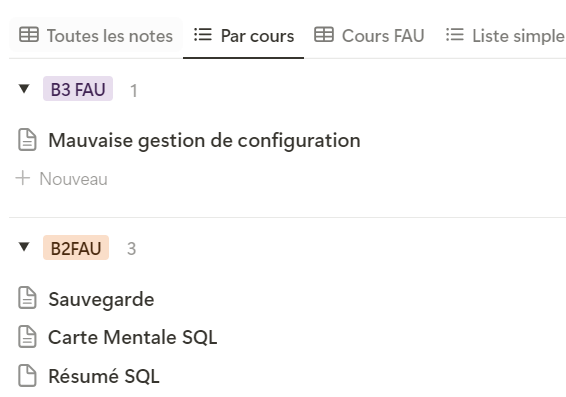 Toutes les notes Par cours Cours FAU Liste simple
B3 FAU 1
Mauvaise gestion de configuration
+ Nouveau
B2FAU 3
Sauvegarde
Carte Mentale SQL
Résumé SQL